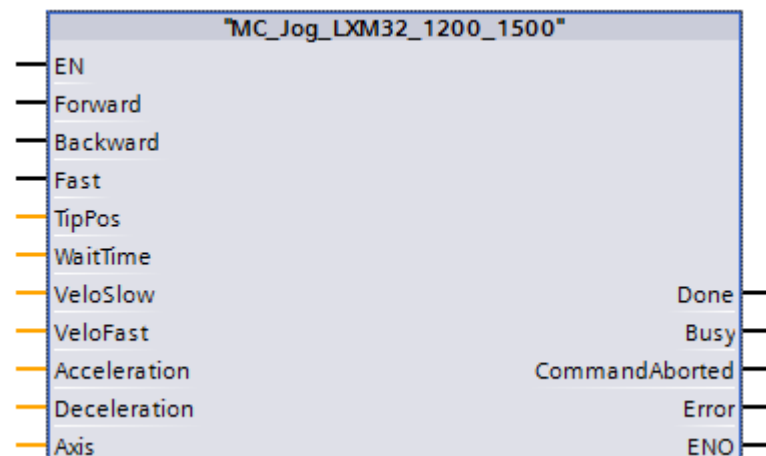 "MC_Jog_LXM32_1200_1500"
EN
Forward
Backward
Fast
TipPos
WaitTime
VeloSlow Done
VeloFast Busy
Acceleration CommandAborted
Deceleration Error
Axis ENO